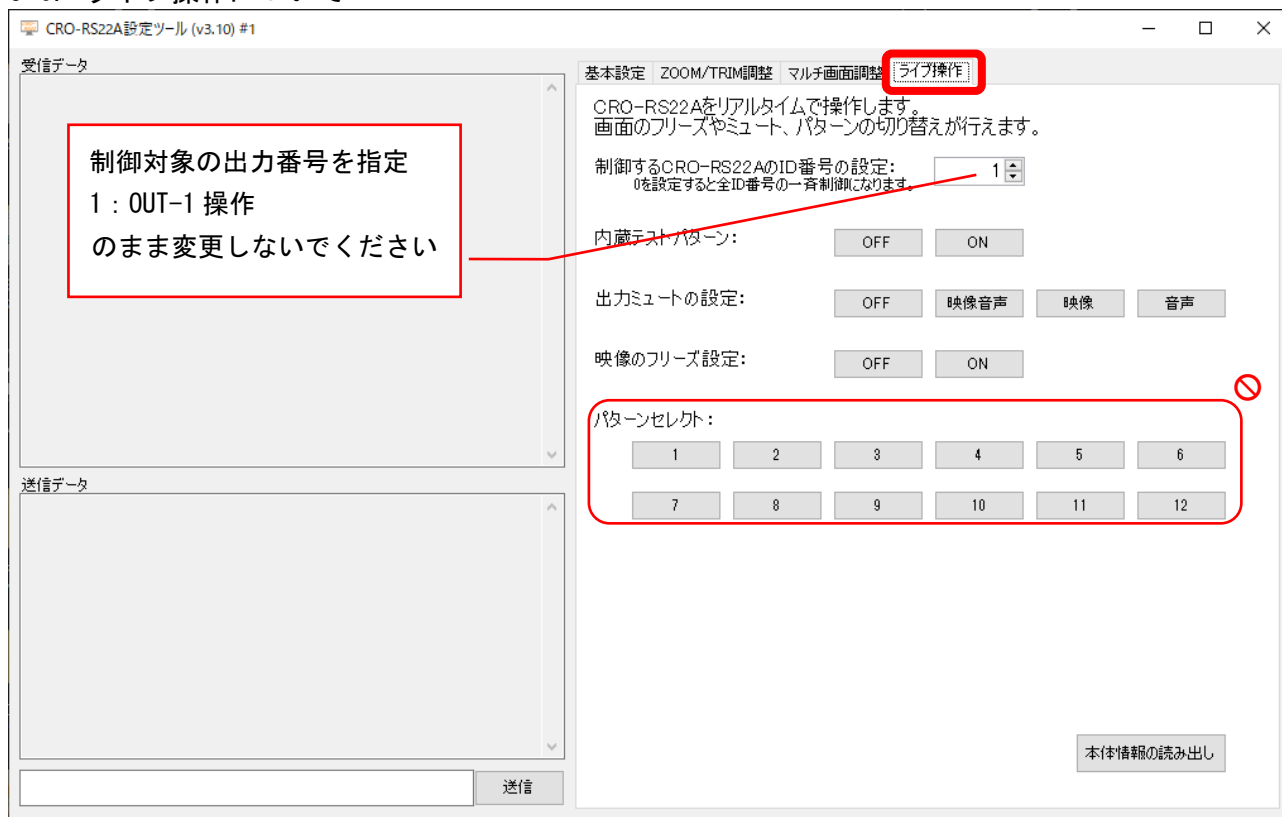 CRO-RS22A設定ツール (v3.10) #1
受信データ
制御対象の出力番号を指定
1：OUT-1 操作
のまま変更しないでください
送信データ
送信
基本設定 ZOOM/TRIM調整 マルチ画面調整 ライブ操作
CRO-RS22Aをリアルタイムで操作します。
画面のフリーズやミュート、パターンの切り替えが行えます。
制御するCRO-RS22AのID番号の設定: 1
0を設定すると全ID番号の一斉制御になります。
内蔵テストパターン: OFF ON
出力ミュートの設定: OFF 映像音声 映像 音声
映像のフリーズ設定: OFF ON
パターンセレクト:
1 2 3 4 5 6
7 8 9 10 11 12
本体情報の読み出し